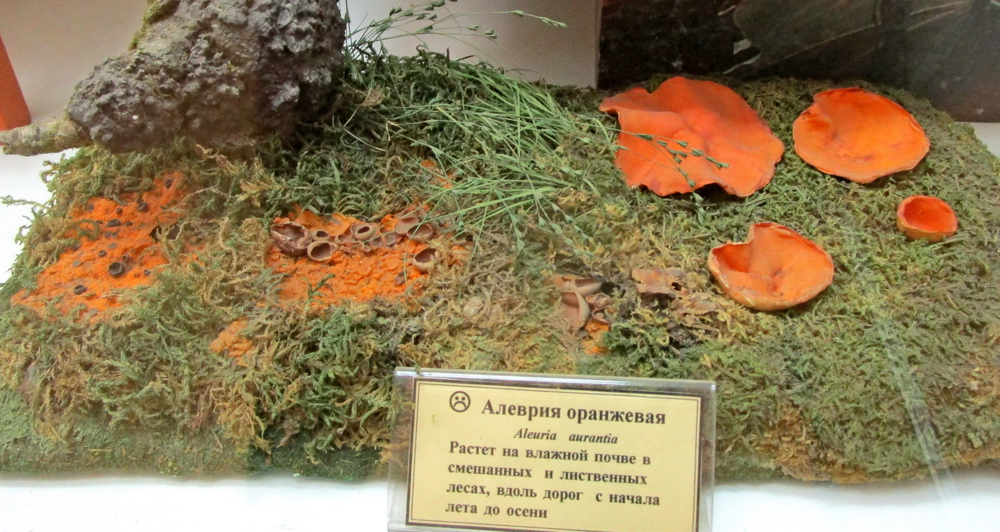 Алеврия оранжевая
Aleuria aurantia
Растет на влажной почве в
смешанных и лиственных
лесах, вдоль дорог с начала
лета до осени